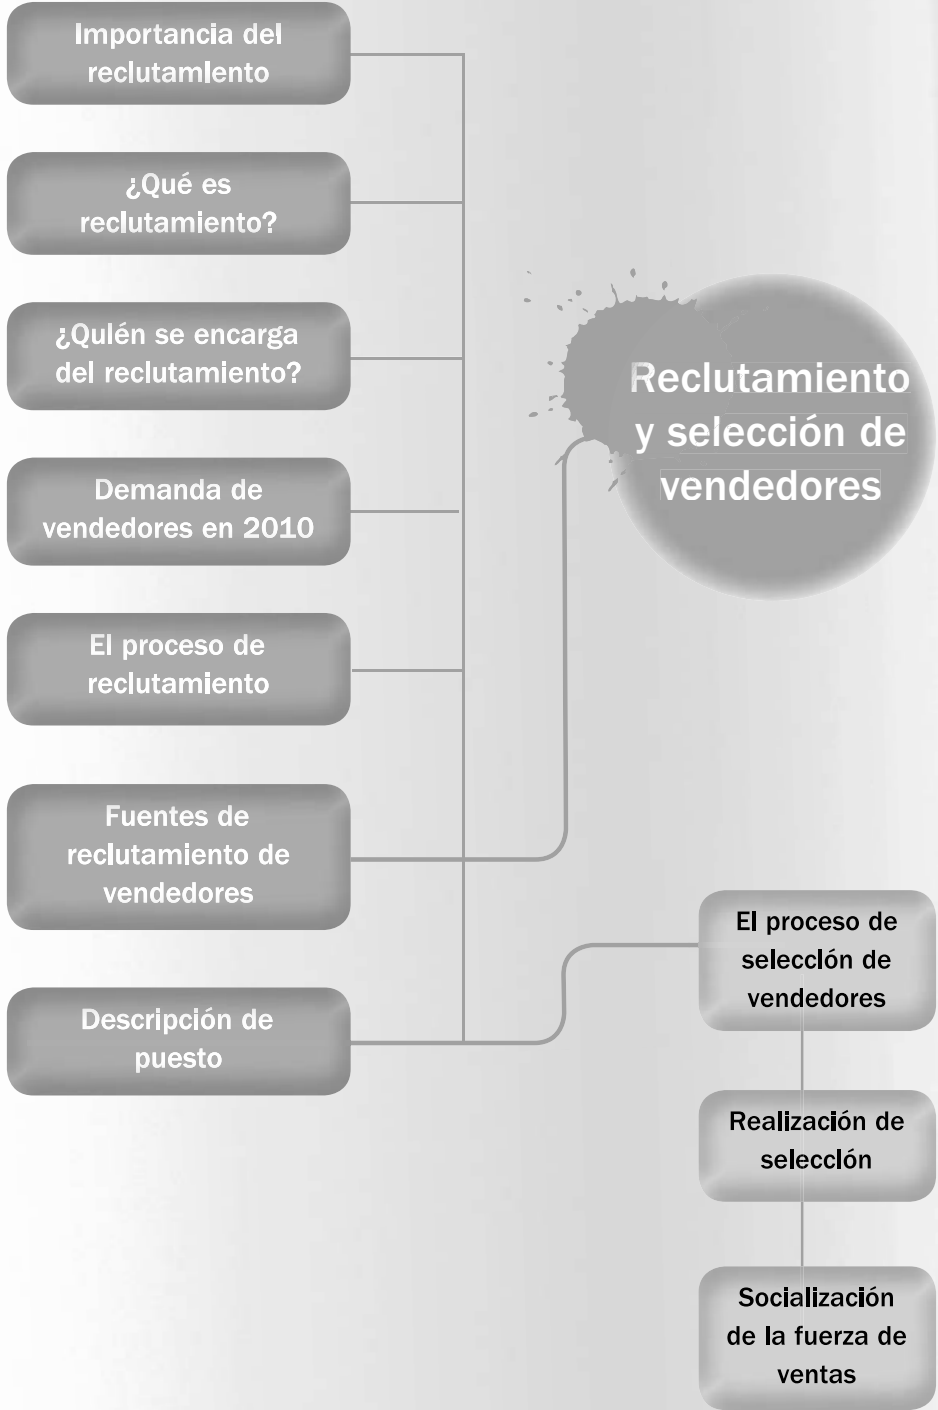 Importancia del
reclutamiento
¿Qué es
reclutamiento?
¿Quién se encarga
del reclutamiento?
Demanda de
vendedores en 2010
El proceso de
reclutamiento
Fuentes de
reclutamiento de
vendedores
Descripción de
puesto
Reclutamiento
y selección de
vendedores
El proceso de
selección de
vendedores
Realización de
selección
Socialización
de la fuerza de
ventas